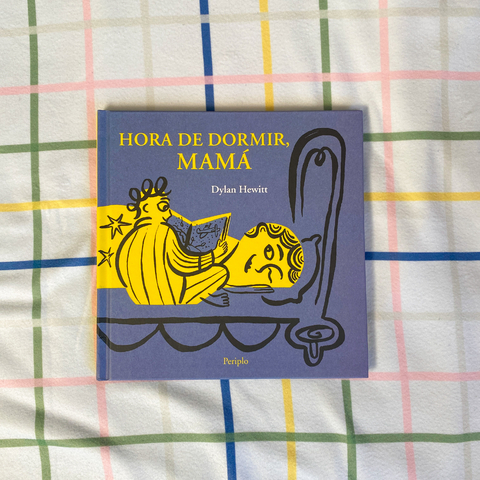 HORA DE DORMIR,
MAMÁ
Dylan Hewitt
Periplo